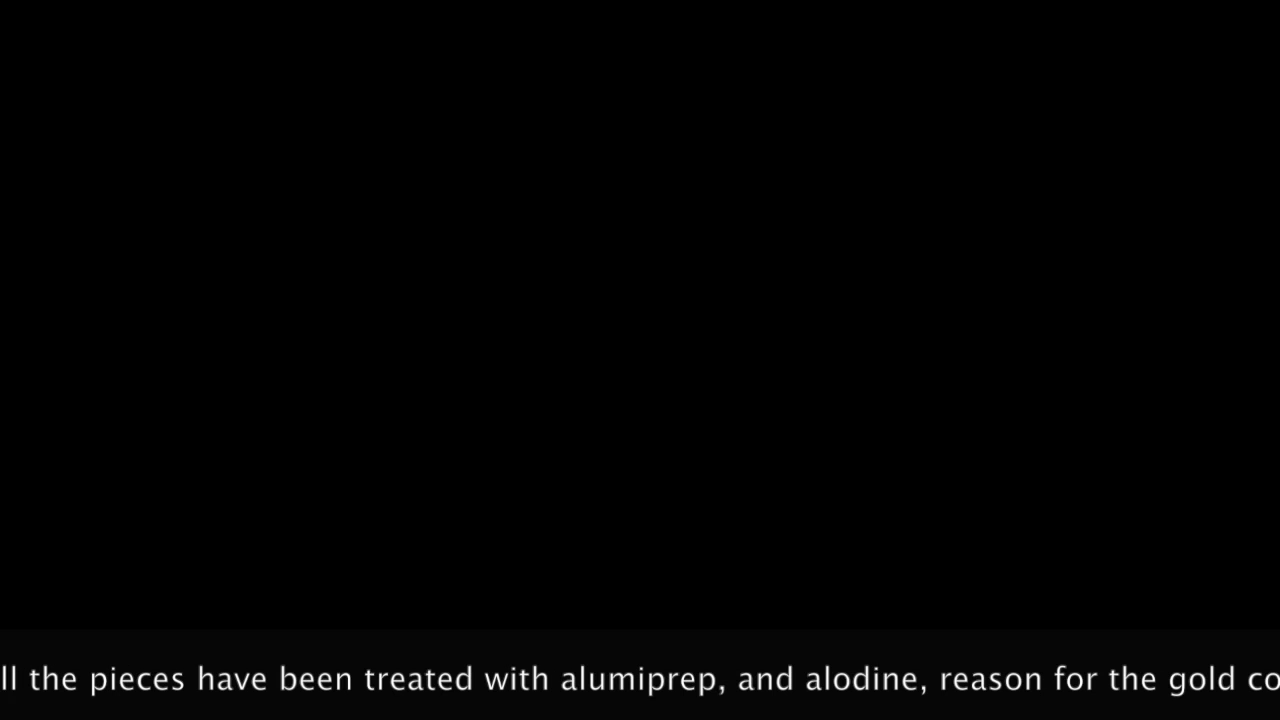 ll the pieces have been treated with alumiprep, and alodine, reason for the gold co